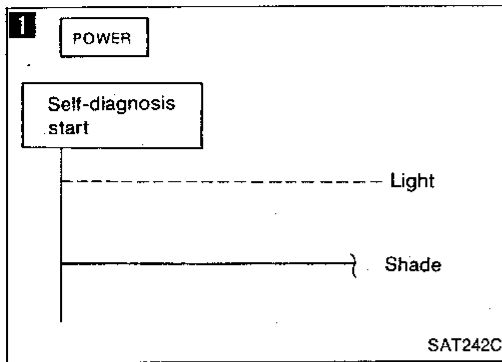 1
POWER
Self-diagnosis
start
Light
Shade
SAT242C